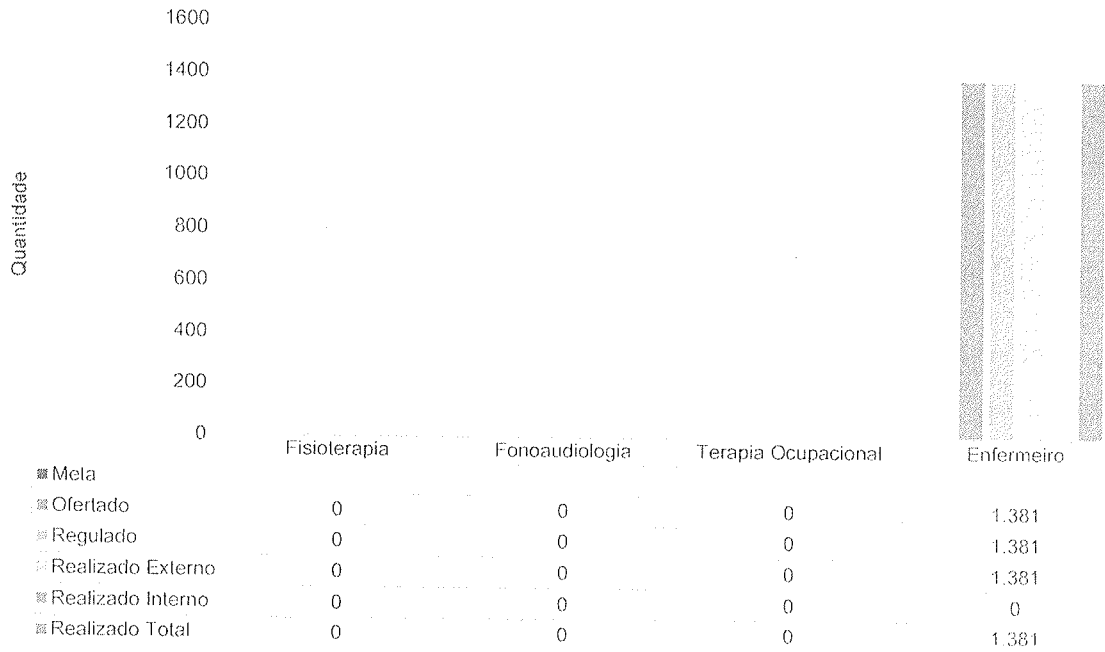 1600
1400
1200
1000
800
600
400
200
0
Quantidade
Fisioterapia Fonoaudiologia Terapia Ocupacional Enfermeiro
Meta
Ofertado 0 0 0 1.381
Regulado 0 0 0 1.381
Realizado Externo 0 0 0 1.381
Realizado Interno 0 0 0 0
Realizado Total 0 0 0 1.381